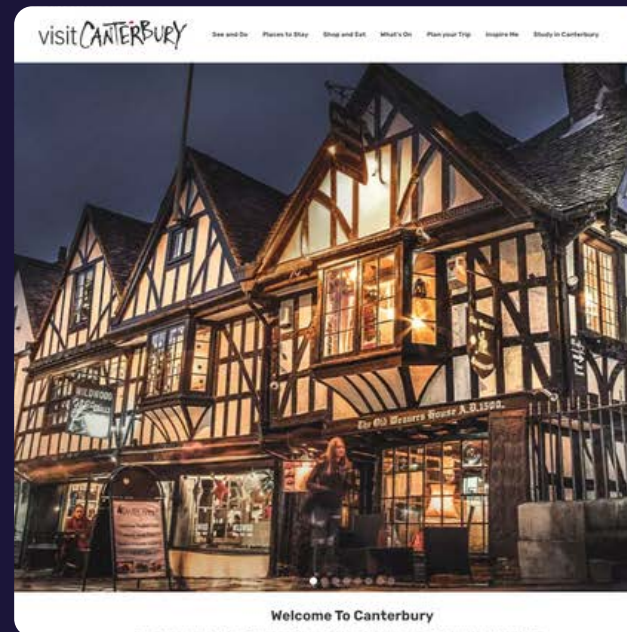 visit CANTERBURY
See and Do Places to Stay Shop and Eat What's On Plan your Trip Inspire Me Study in Canterbury
WILDWOOD
The Old Weavers House A.D.1500.
Welcome To Canterbury